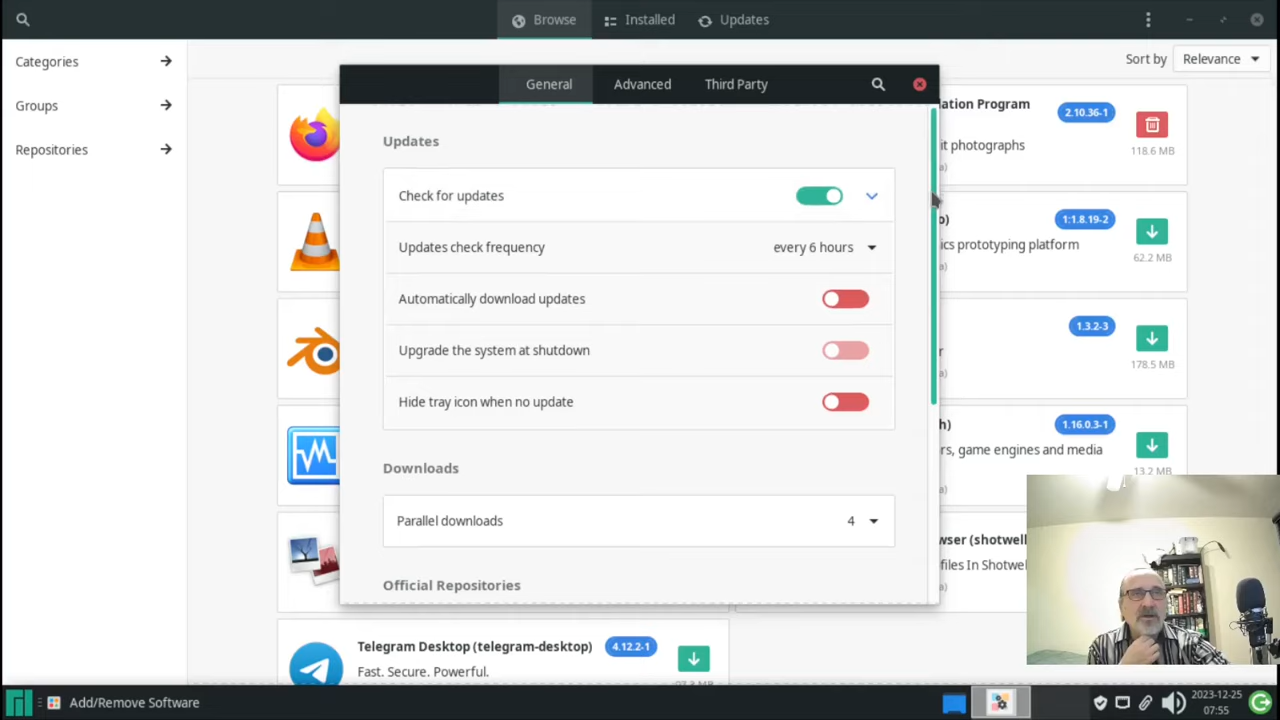 Browse
Installed
Updates
Categories
Groups
Repositories
Sort by
Relevance
General
Advanced
Third Party
Updates
Check for updates
Updates check frequency
every 6 hours
Automatically download updates
Upgrade the system at shutdown
Hide tray icon when no update
Downloads
Parallel downloads
4
Official Repositories
ation Program
2.10.36-1
it photographs
a)
118.6 MB
o)
1:1.8.19-2
ics prototyping platform
a)
62.2 MB
1.3.2-3
r
a)
178.5 MB
h)
1.16.0.3-1
rs, game engines and media
a)
13.2 MB
wser (shotwell
files In Shotwel
a)
Telegram Desktop (telegram-desktop)
4.12.2-1
Fast. Secure. Powerful.
Add/Remove Software
2023-12-25
07:55